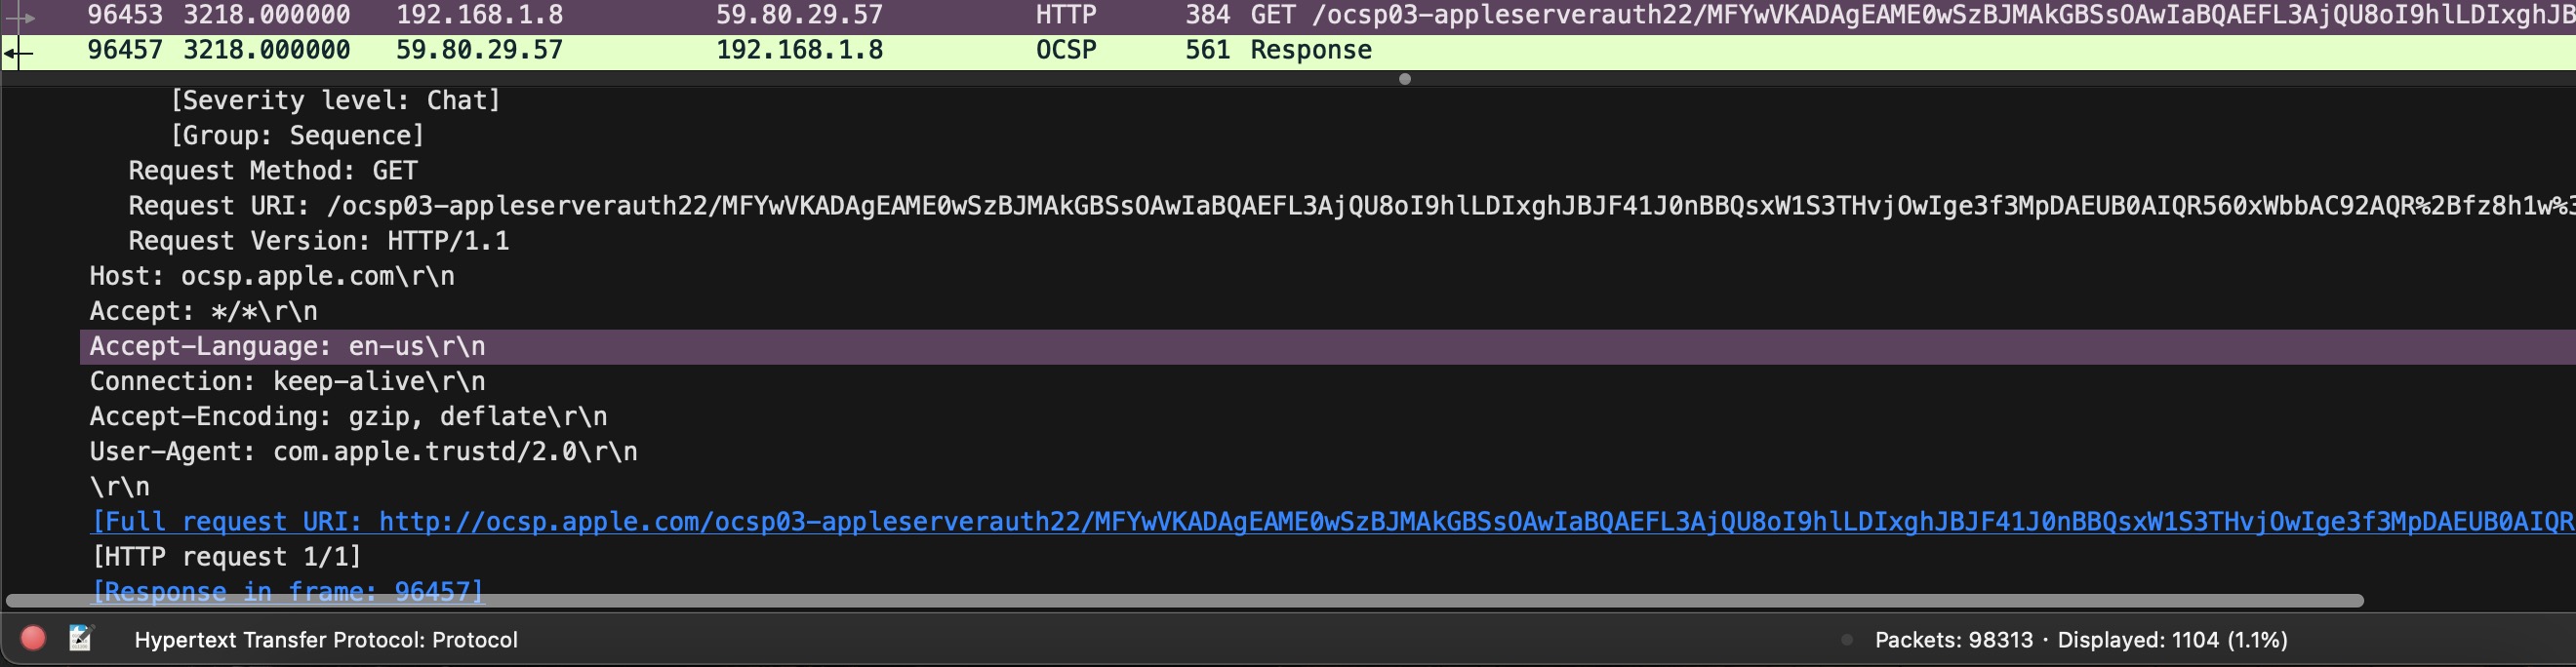 96453 3218.000000 192.168.1.8 59.80.29.57 HTTP 384 GET /ocsp03-appleserverauth22/MFYwVKADAgEAME0wSzBJMAkGBSsOAwIaBQAEFL3AjQU8oI9hlLDIxghJB
96457 3218.000000 59.80.29.57 192.168.1.8 OCSP 561 Response
[Severity level: Chat]
[Group: Sequence]
Request Method: GET
Request URI: /ocsp03-appleserverauth22/MFYwVKADAgEAME0wSzBJMAkGBSsOAwIaBQAEFL3AjQU8oI9hlLDIxghJBJF41J0nBBQsxW1S3THvjOwIge3f3MpDAEUB0AIQR560xWbbAC92AQR%2Bfz8h1w%3
Request Version: HTTP/1.1
Host: ocsp.apple.com\r\n
Accept: */*\r\n
Accept-Language: en-us\r\n
Connection: keep-alive\r\n
Accept-Encoding: gzip, deflate\r\n
User-Agent: com.apple.trustd/2.0\r\n
\r\n
[Full request URI: http://ocsp.apple.com/ocsp03-appleserverauth22/MFYwVKADAgEAME0wSzBJMAkGBSsOAwIaBQAEFL3AjQU8oI9hlLDIxghJBJF41J0nBBQsxW1S3THvjOwIge3f3MpDAEUB0AIQR
[HTTP request 1/1]
[Response in frame: 96457]
Hypertext Transfer Protocol: Protocol
Packets: 98313 · Displayed: 1104 (1.1%)